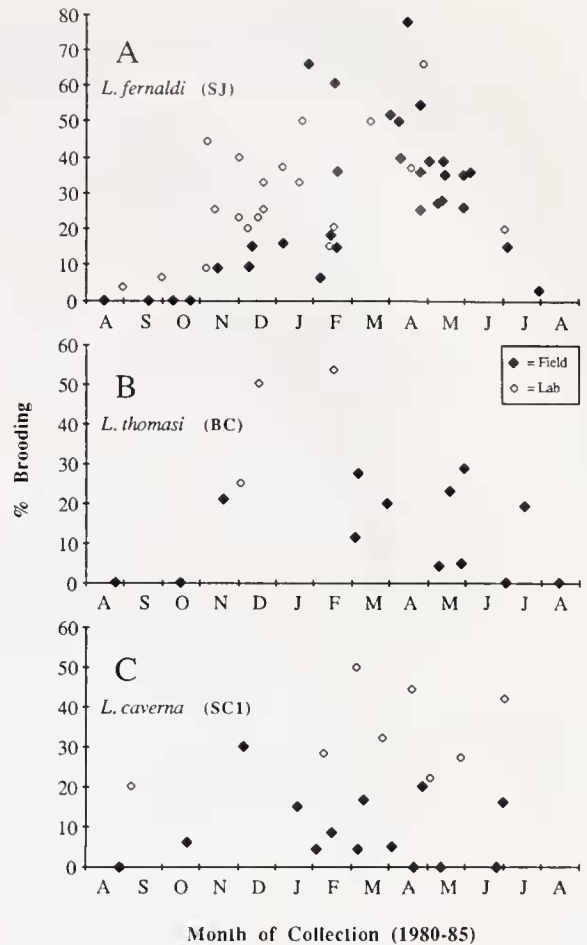 80
70
60
50
40
30
20
10
0
A
L. fernaldi (SJ)
A S O N D J F M A M J J A
60
50
40
30
20
10
0
B
L. thomasi (BC)
◆ = Field
◇ = Lab
A S O N D J F M A M J J A
% Brooding
60
50
40
30
20
10
0
C
L. caverna (SC1)
A S O N D J F M A M J J A
Month of Collection (1980-85)